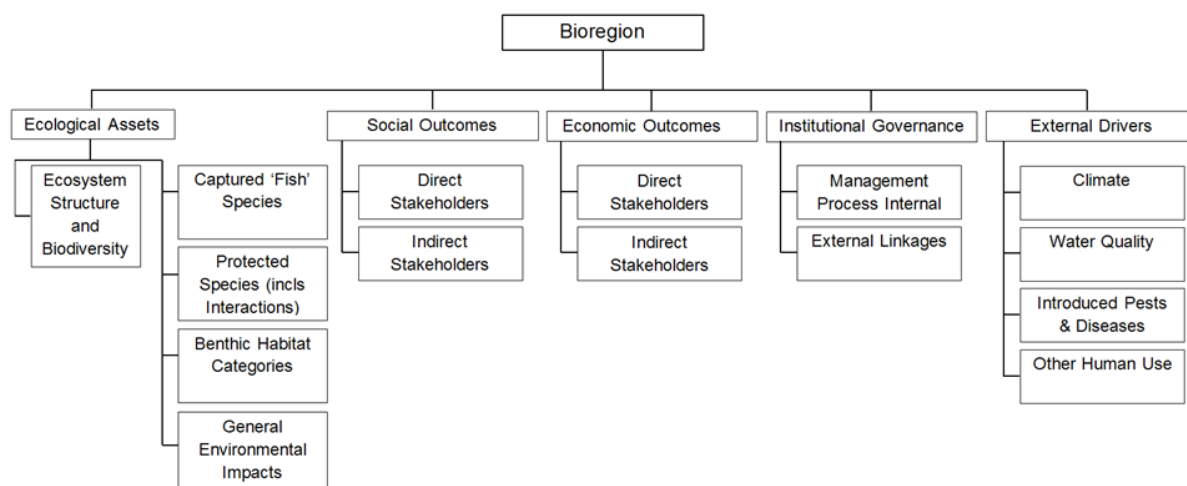 Bioregion
Ecological Assets
Social Outcomes
Economic Outcomes
Institutional Governance
External Drivers
Ecosystem
Structure
and
Biodiversity
Captured ‘Fish’
Species
Protected
Species (incls
Interactions)
Benthic Habitat
Categories
General
Environmental
Impacts
Direct
Stakeholders
Indirect
Stakeholders
Direct
Stakeholders
Indirect
Stakeholders
Management
Process Internal
External Linkages
Climate
Water Quality
Introduced Pests
& Diseases
Other Human Use